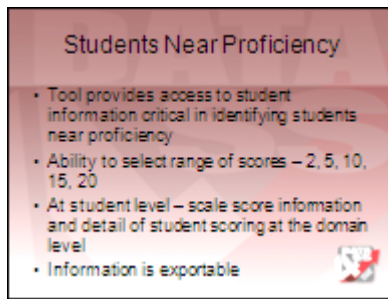 Students Near Proficiency
• Tool provides access to student
information critical in identifying students
near proficiency
• Ability to select range of scores – 2, 5, 10,
15, 20
• At student level – scale score information
and detail of student scoring at the domain
level
• Information is exportable